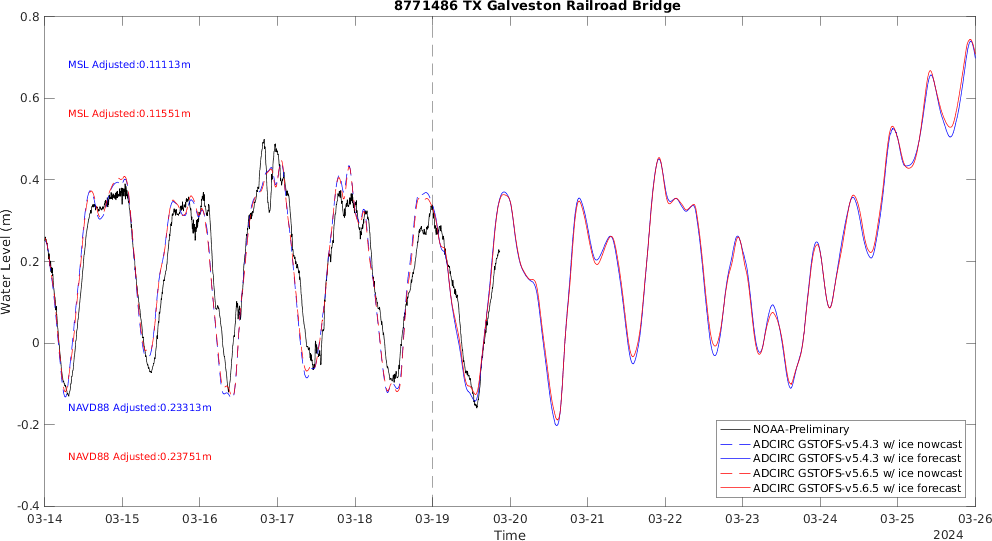 8771486 TX Galveston Railroad Bridge
0.8
0.6
0.4
0.2
0
-0.2
-0.4
Water Level (m)
MSL Adjusted:0.11113m
MSL Adjusted:0.11551m
NAVD88 Adjusted:0.23313m
NAVD88 Adjusted:0.23751m
NOAA-Preliminary
ADCIRC GSTOFS-v5.4.3 w/ ice nowcast
ADCIRC GSTOFS-v5.4.3 w/ ice forecast
ADCIRC GSTOFS-v5.6.5 w/ ice nowcast
ADCIRC GSTOFS-v5.6.5 w/ ice forecast
03-14 03-15 03-16 03-17 03-18 03-19 03-20 03-21 03-22 03-23 03-24 03-25 03-26
Time
2024